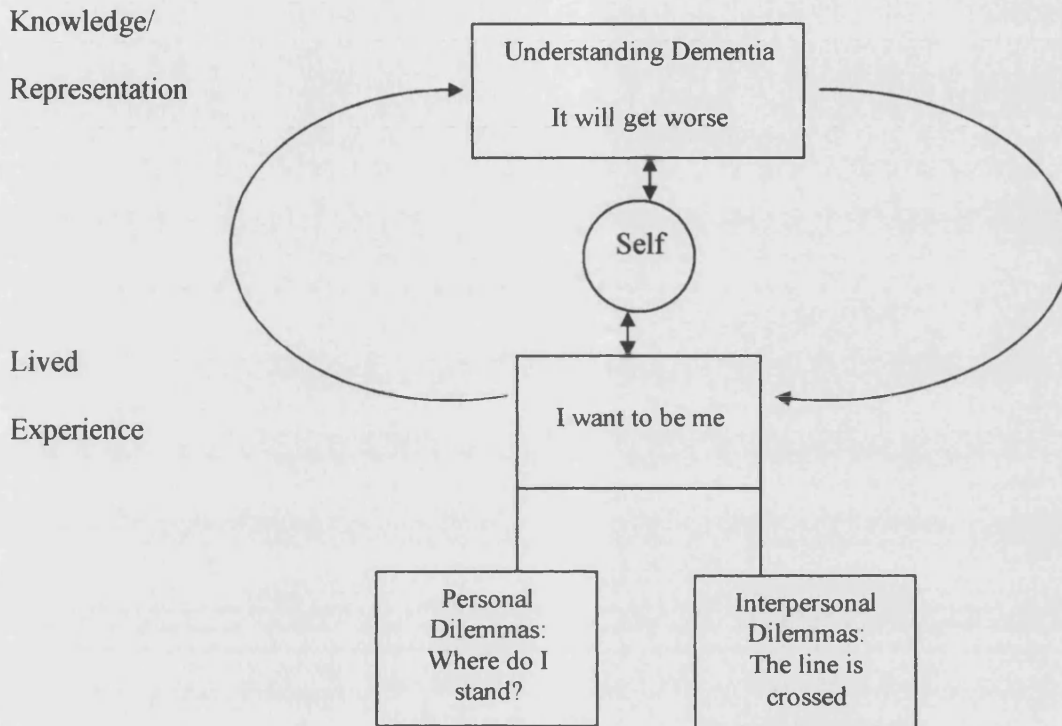 Knowledge/
Representation
Understanding Dementia
It will get worse
Self
Lived
Experience
I want to be me
Personal
Dilemmas:
Where do I
stand?
Interpersonal
Dilemmas:
The line is
crossed